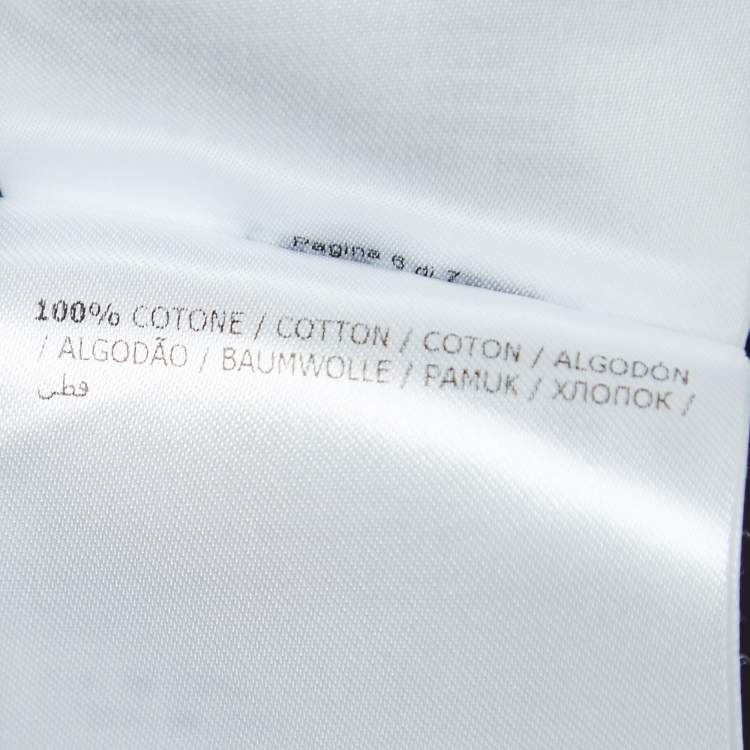 Pagina 6 di 7
100% COTONE / COTTON / COTON / ALGODÓN
/ ALGODÃO / BAUMWOLLE / PAMUK / ХЛОПОК /
قطن